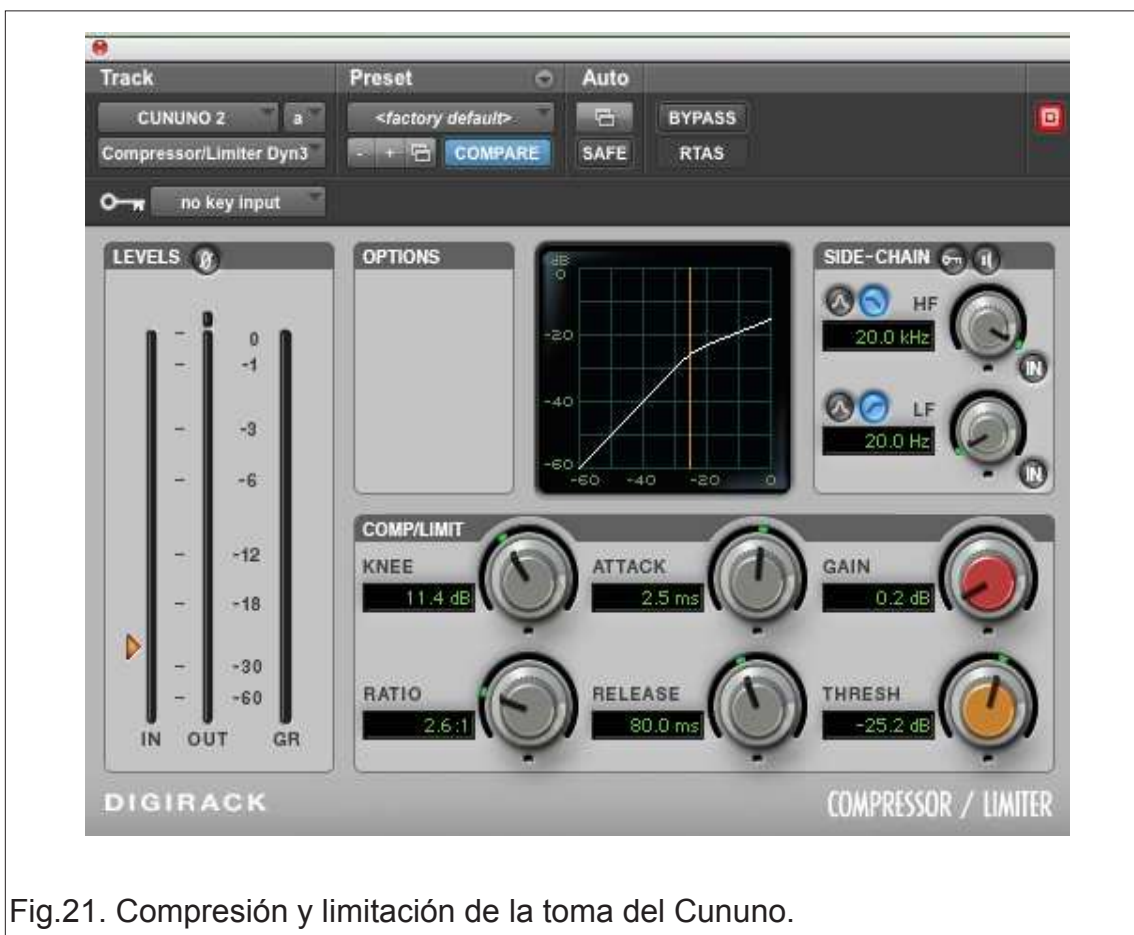 Track Preset Auto
CUNUNO 2 a <factory default> BYPASS
Compressor/Limiter Dyn3 - + COMPARE SAFE RTAS
no key input
LEVELS Ø OPTIONS SIDE-CHAIN
dB
0
-20
-40
-60
-60 -40 -20 0
HF
20.0 kHz
IN
LF
20.0 Hz
IN
0
-1
-3
-6
-12
-18
-30
-60
IN OUT GR
COMP/LIMIT
KNEE ATTACK GAIN
11.4 dB 2.5 ms 0.2 dB
RATIO RELEASE THRESH
2.6:1 80.0 ms -25.2 dB
DIGIRACK COMPRESSOR / LIMITER
Fig.21. Compresión y limitación de la toma del Cununo.